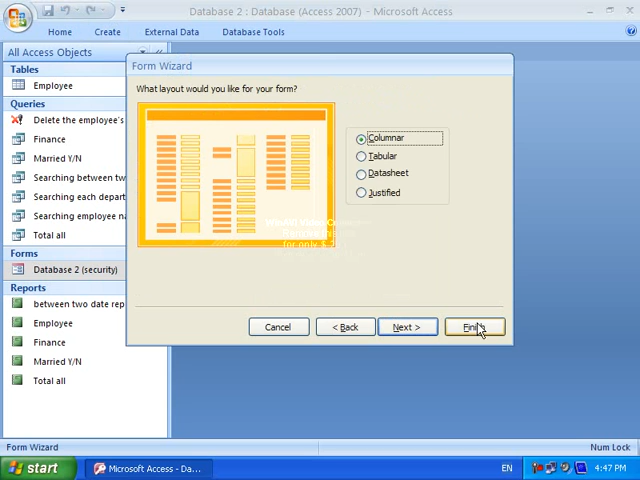 Database 2 : Database (Access 2007) - Microsoft Access
Home Create External Data Database Tools
All Access Objects
Tables
Employee
Queries
Delete the employee's
Finance
Married Y/N
Searching between tw
Searching each depart
Searching employee na
Total all
Forms
Database 2 (security)
Reports
between two date rep
Employee
Finance
Married Y/N
Total all
Form Wizard
What layout would you like for your form?
Columnar
Tabular
Datasheet
Justified
for only $
Cancel < Back Next > Finish
Form Wizard Num Lock
start Microsoft Access - Da... EN 4:47 PM